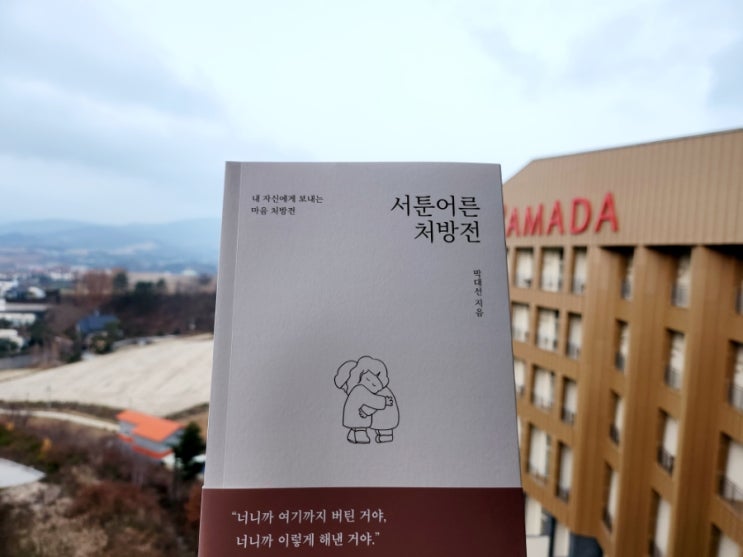 내 자신에게 보내는
마음 처방전
서툰어른
처방전
박대선 지음
"너니까 여기까지 버틴 거야,
너니까 이렇게 해낸 거야."
AMADA